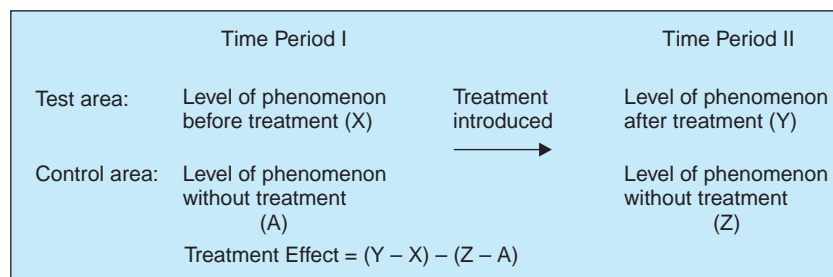 Time Period I Time Period II
Test area: Level of phenomenon Treatment Level of phenomenon
before treatment (X) introduced after treatment (Y)
Control area: Level of phenomenon Level of phenomenon
without treatment without treatment
(A) (Z)
Treatment Effect = (Y – X) – (Z – A)